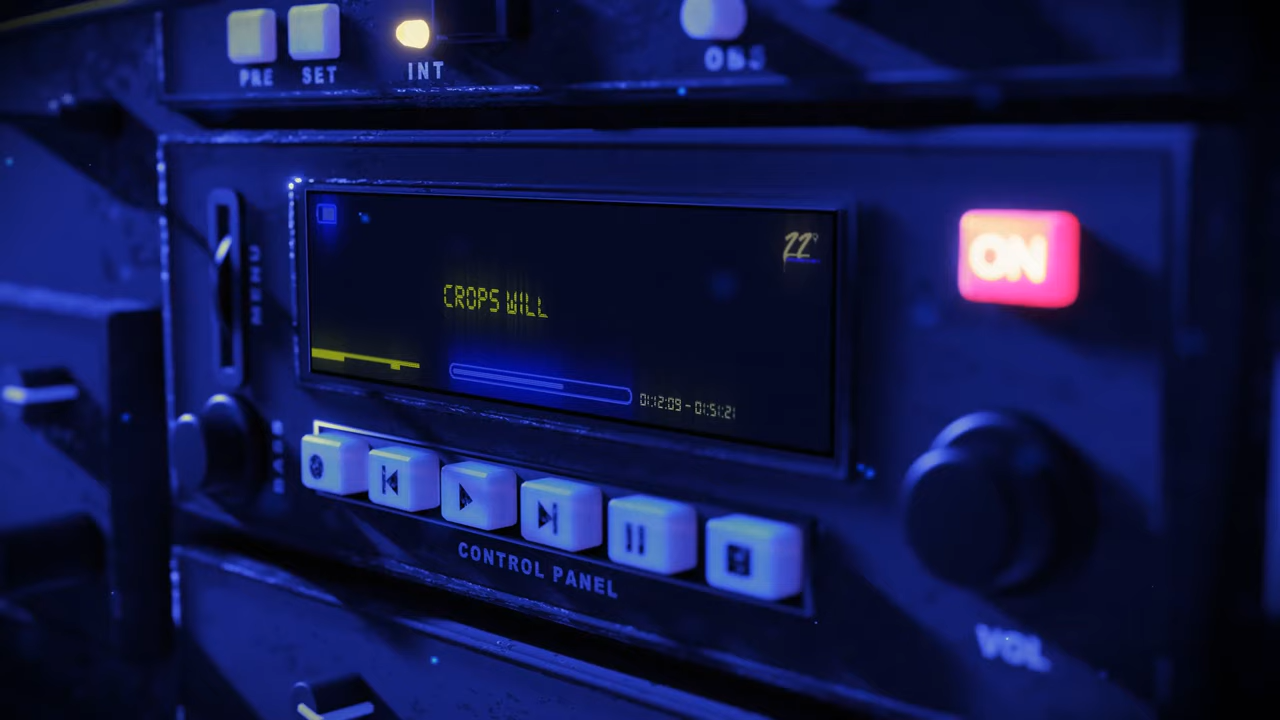 PRE SET INT OBS
MENU
22°
CROPS WILL
01:12:09 - 01:51:21
ON
CONTROL PANEL
VOL